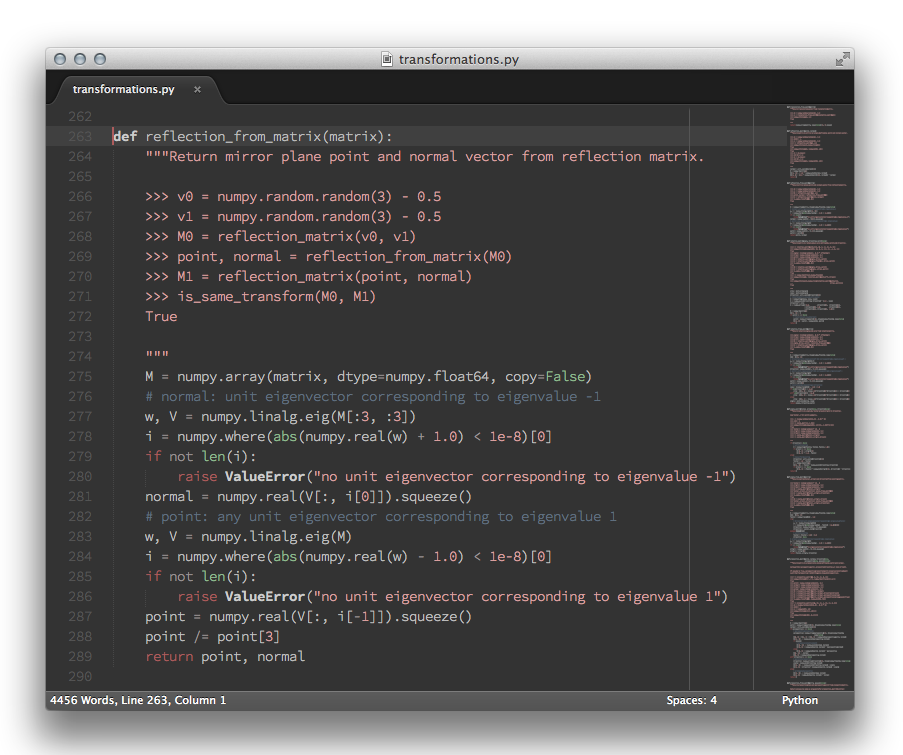 transformations.py
transformations.py ×
262
263 def reflection_from_matrix(matrix):
264     """Return mirror plane point and normal vector from reflection matrix.
265
266     >>> v0 = numpy.random.random(3) - 0.5
267     >>> v1 = numpy.random.random(3) - 0.5
268     >>> M0 = reflection_matrix(v0, v1)
269     >>> point, normal = reflection_from_matrix(M0)
270     >>> M1 = reflection_matrix(point, normal)
271     >>> is_same_transform(M0, M1)
272     True
273
274     """
275     M = numpy.array(matrix, dtype=numpy.float64, copy=False)
276     # normal: unit eigenvector corresponding to eigenvalue -1
277     w, V = numpy.linalg.eig(M[:3, :3])
278     i = numpy.where(abs(numpy.real(w) + 1.0) < 1e-8)[0]
279     if not len(i):
280         raise ValueError("no unit eigenvector corresponding to eigenvalue -1")
281     normal = numpy.real(V[:, i[0]]).squeeze()
282     # point: any unit eigenvector corresponding to eigenvalue 1
283     w, V = numpy.linalg.eig(M)
284     i = numpy.where(abs(numpy.real(w) - 1.0) < 1e-8)[0]
285     if not len(i):
286         raise ValueError("no unit eigenvector corresponding to eigenvalue 1")
287     point = numpy.real(V[:, i[-1]]).squeeze()
288     point /= point[3]
289     return point, normal
290
4456 Words, Line 263, Column 1 Spaces: 4 Python